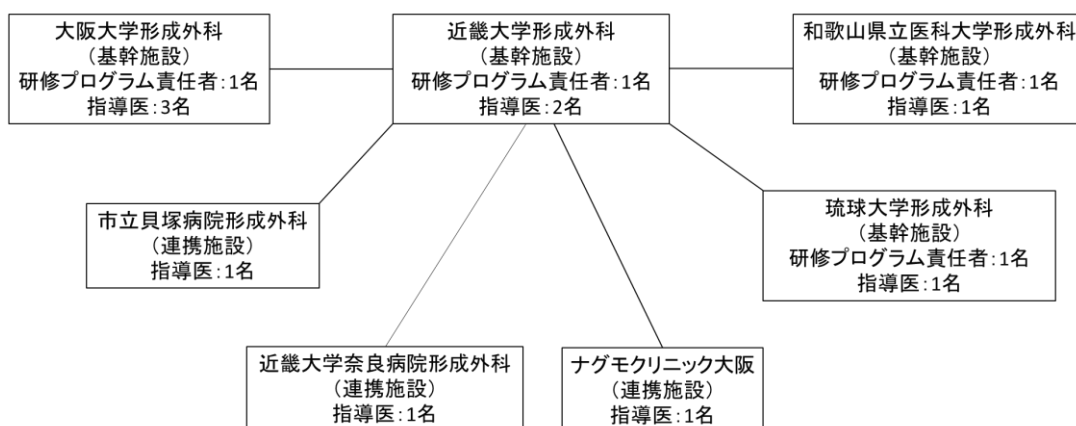 大阪大学形成外科
(基幹施設)
研修プログラム責任者:1名
指導医:3名
近畿大学形成外科
(基幹施設)
研修プログラム責任者:1名
指導医:2名
和歌山県立医科大学形成外科
(基幹施設)
研修プログラム責任者:1名
指導医:1名
市立貝塚病院形成外科
(連携施設)
指導医:1名
琉球大学形成外科
(基幹施設)
研修プログラム責任者:1名
指導医:1名
近畿大学奈良病院形成外科
(連携施設)
指導医:1名
ナグモクリニック大阪
(連携施設)
指導医:1名